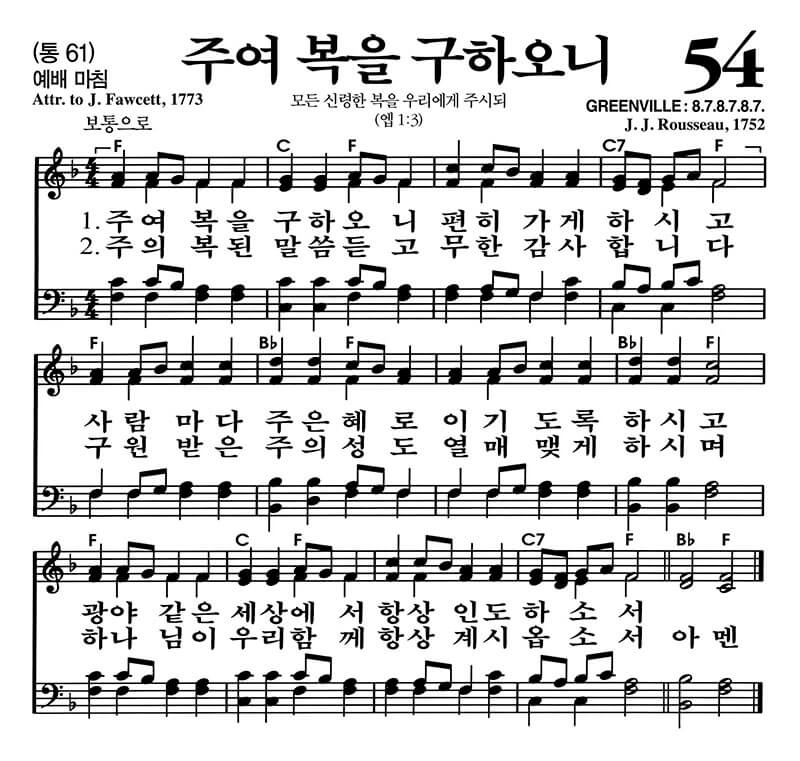 (통 61)
예배 마침
주여 복을 구하오니
54
Attr. to J. Fawcett, 1773
모든 신령한 복을 우리에게 주시되
(엡 1:3)
GREENVILLE : 8.7.8.7.8.7.
J. J. Rousseau, 1752
보통으로
F C F C7 F
1. 주여 복을 구하오니 편히 가게 하시고
2. 주의 복된 말씀듣고 무한 감사 합니다
F B♭ F B♭ F
사람 마다 주은혜로 이기도록 하시고
구원 받은 주의성도 열매 맺게 하시며
F C F C7 F B♭ F
광야 같은 세상에서 항상 인도하소서
하나님이 우리함께 항상 계시옵소서 아멘